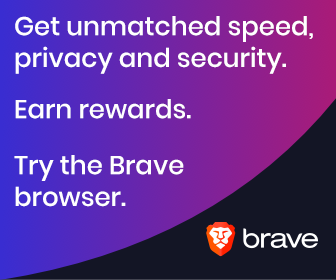 Get unmatched speed,
privacy and security.
Earn rewards.
Try the Brave
browser.
brave